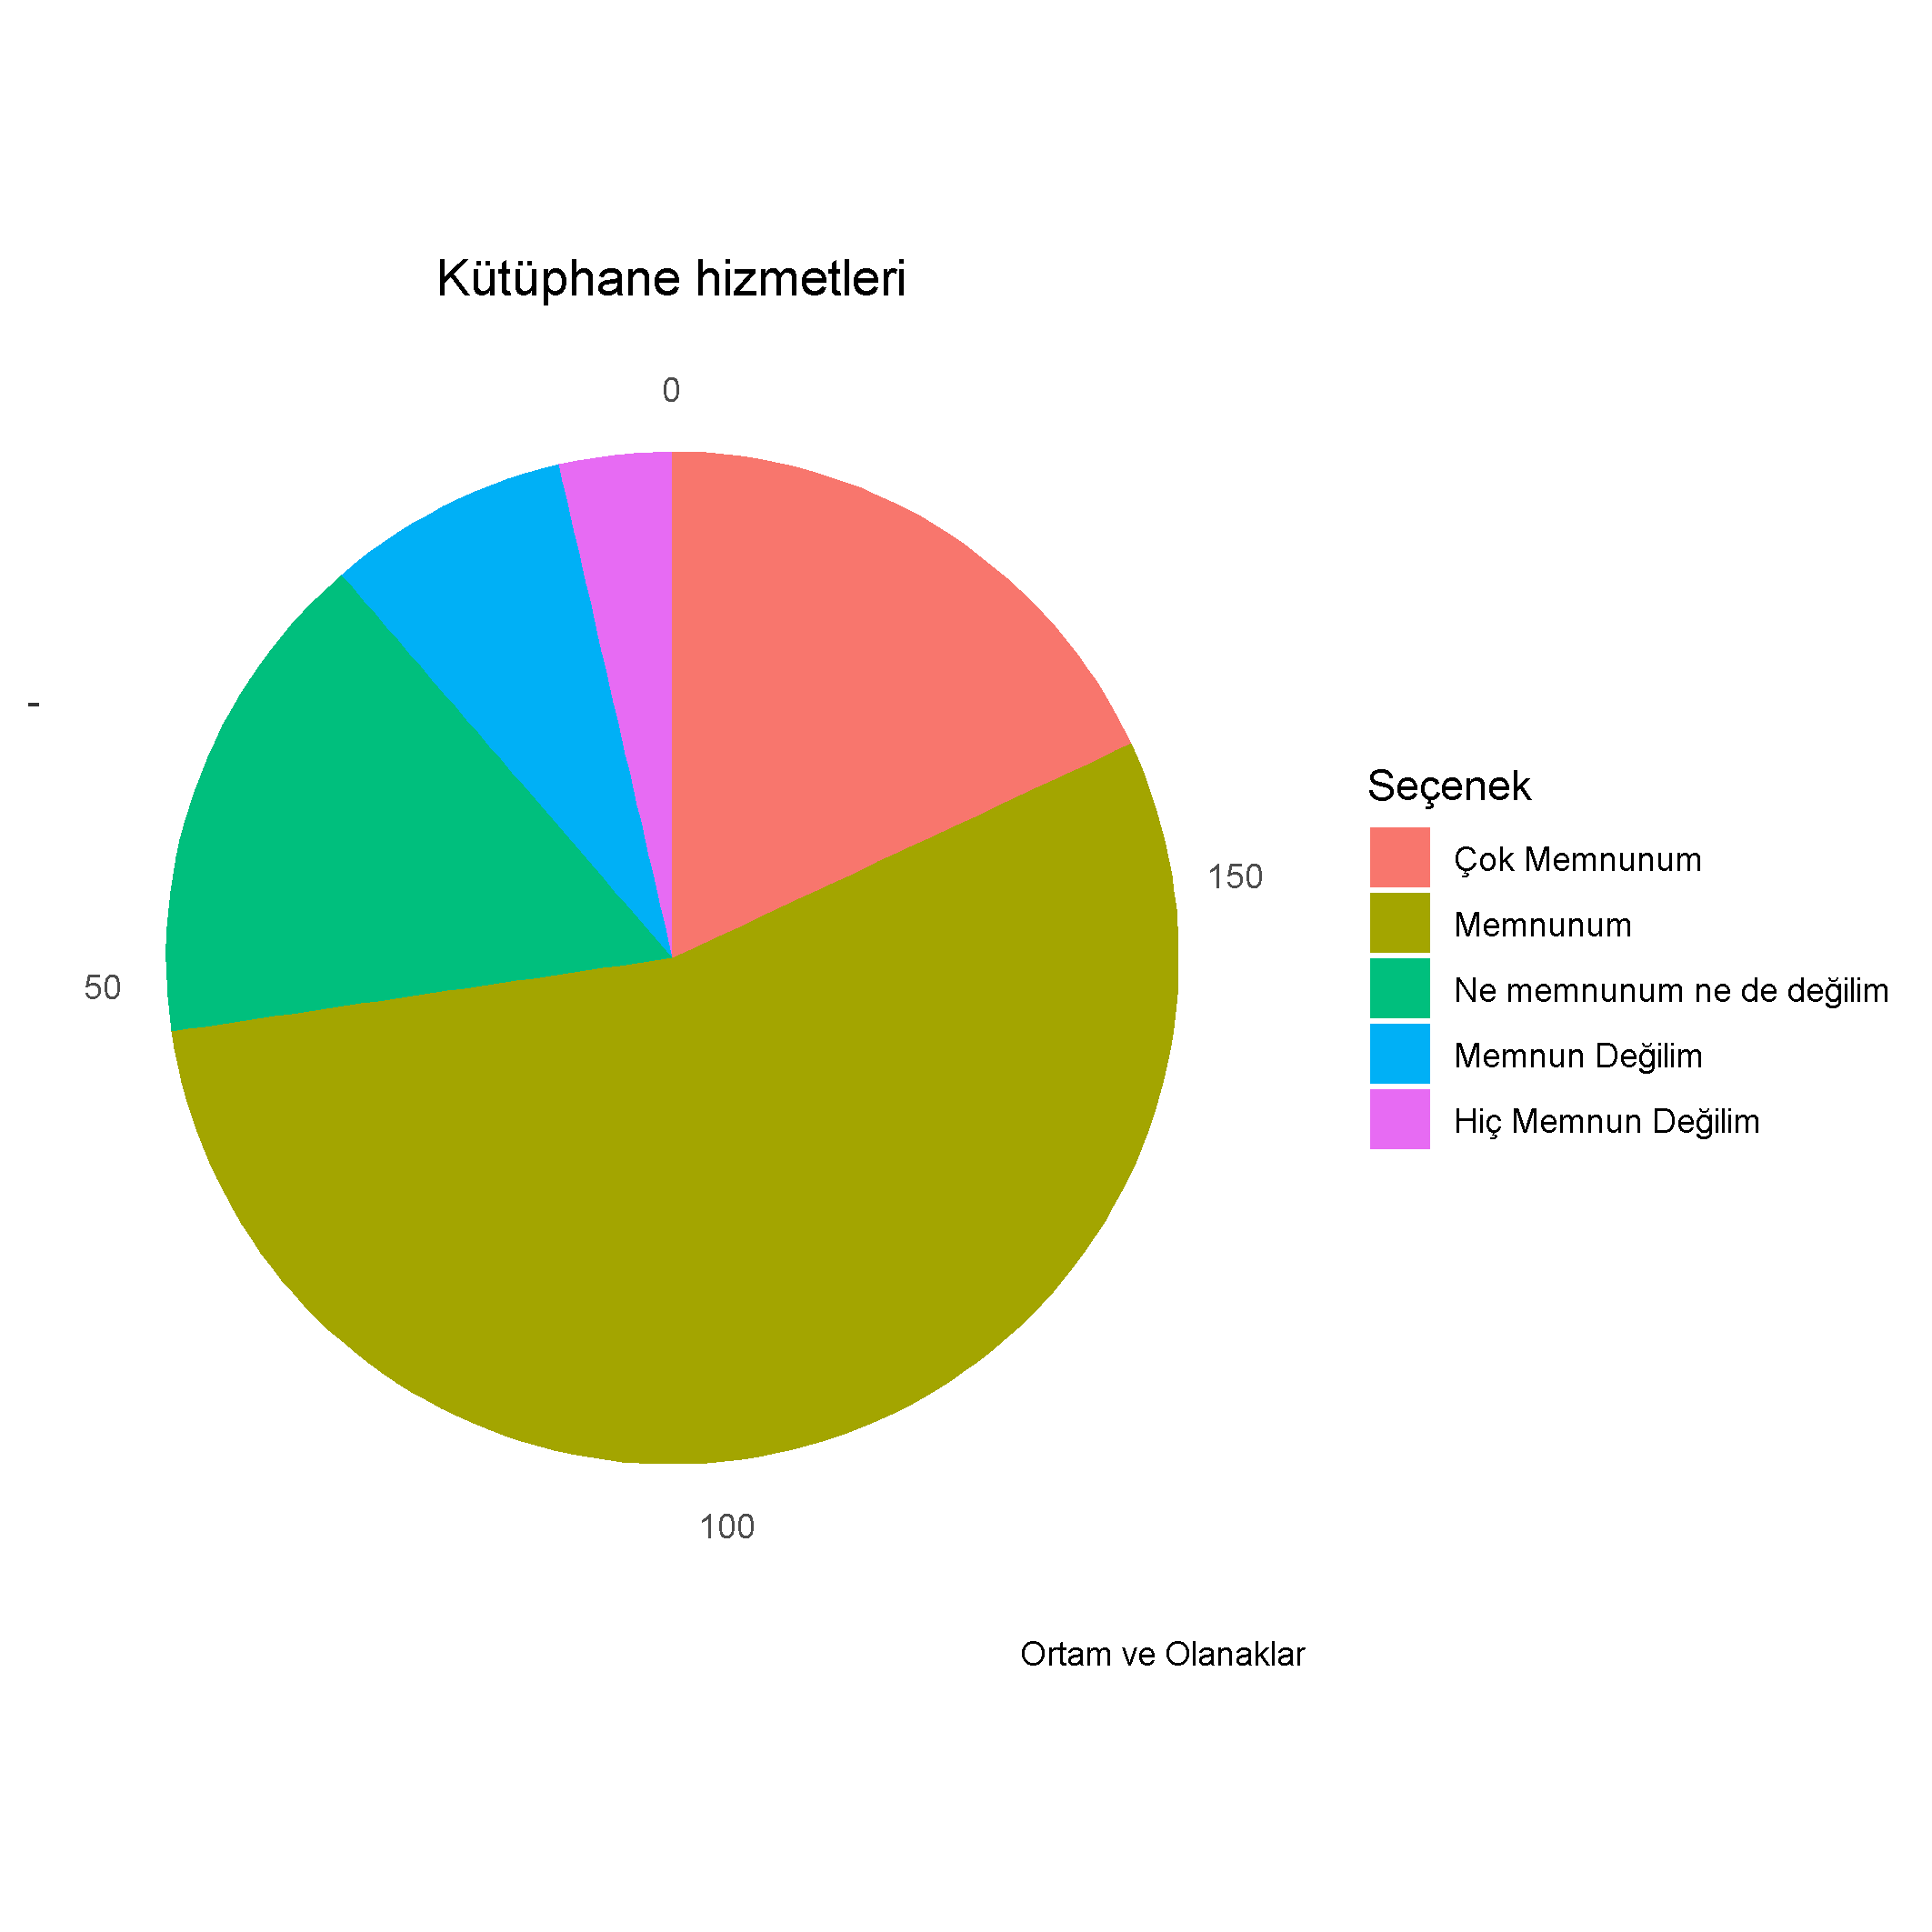 Kütüphane hizmetleri
0
-
150
50
100
Seçenek
Çok Memnunum
Memnunum
Ne memnunum ne de değilim
Memnun Değilim
Hiç Memnun Değilim
Ortam ve Olanaklar